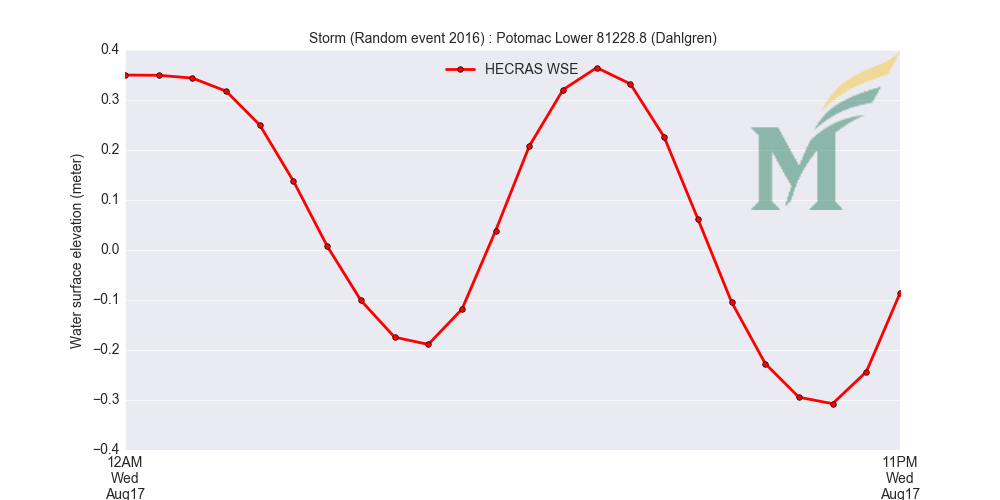 Storm (Random event 2016) : Potomac Lower 81228.8 (Dahlgren)
HECRAS WSE
M
Water surface elevation (meter)
0.4
0.3
0.2
0.1
0.0
−0.1
−0.2
−0.3
−0.4
12AM
Wed
Aug17
11PM
Wed
Aug17